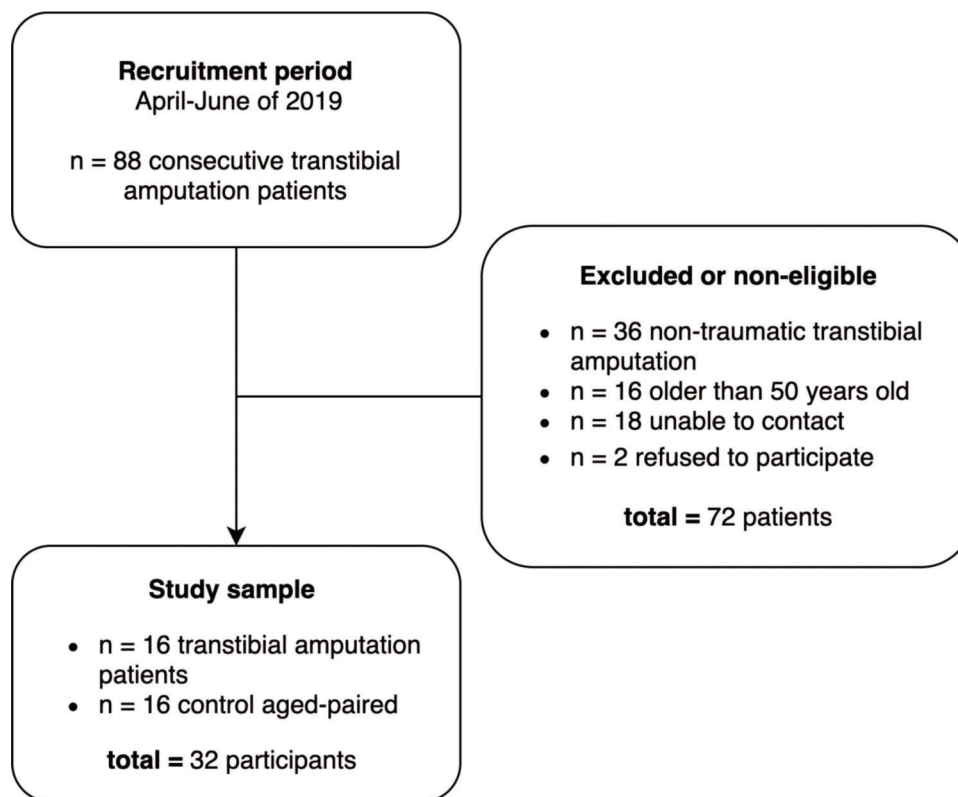 Recruitment period
April-June of 2019
n = 88 consecutive transtibial
amputation patients
Excluded or non-eligible
• n = 36 non-traumatic transtibial
amputation
• n = 16 older than 50 years old
• n = 18 unable to contact
• n = 2 refused to participate
total = 72 patients
Study sample
• n = 16 transtibial amputation
patients
• n = 16 control aged-paired
total = 32 participants